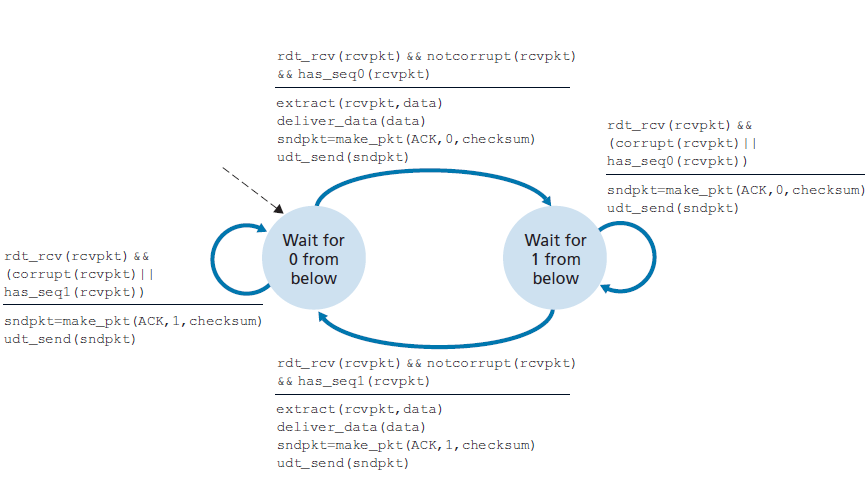 rdt_rcv(rcvpkt) && notcorrupt(rcvpkt)
&& has_seq0(rcvpkt)
extract(rcvpkt,data)
deliver_data(data)
sndpkt=make_pkt(ACK,0,checksum)
udt_send(sndpkt)
rdt_rcv(rcvpkt) &&
(corrupt(rcvpkt)||
has_seq0(rcvpkt))
sndpkt=make_pkt(ACK,0,checksum)
udt_send(sndpkt)
Wait for
0 from
below
Wait for
1 from
below
rdt_rcv(rcvpkt) &&
(corrupt(rcvpkt)||
has_seq1(rcvpkt))
sndpkt=make_pkt(ACK,1,checksum)
udt_send(sndpkt)
rdt_rcv(rcvpkt) && notcorrupt(rcvpkt)
&& has_seq1(rcvpkt)
extract(rcvpkt,data)
deliver_data(data)
sndpkt=make_pkt(ACK,1,checksum)
udt_send(sndpkt)